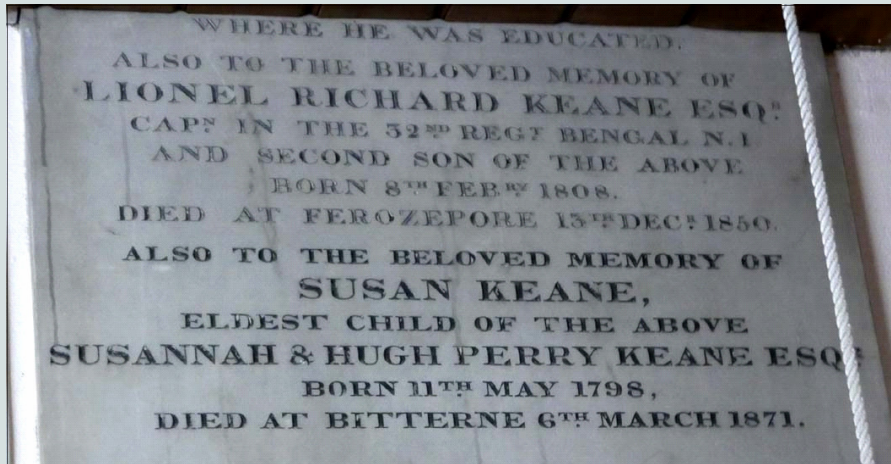 WHERE HE WAS EDUCATED.
ALSO TO THE BELOVED MEMORY OF
LIONEL RICHARD KEANE ESQR.
CAPN. IN THE 32ND REGT. BENGAL N.I
AND SECOND SON OF THE ABOVE
BORN 8TH FEBRY 1808.
DIED AT FEROZEPORE 13TH DECR. 1850.
ALSO TO THE BELOVED MEMORY OF
SUSAN KEANE,
ELDEST CHILD OF THE ABOVE
SUSANNAH & HUGH PERRY KEANE ESQR.
BORN 11TH MAY 1798,
DIED AT BITTERNE 6TH MARCH 1871.